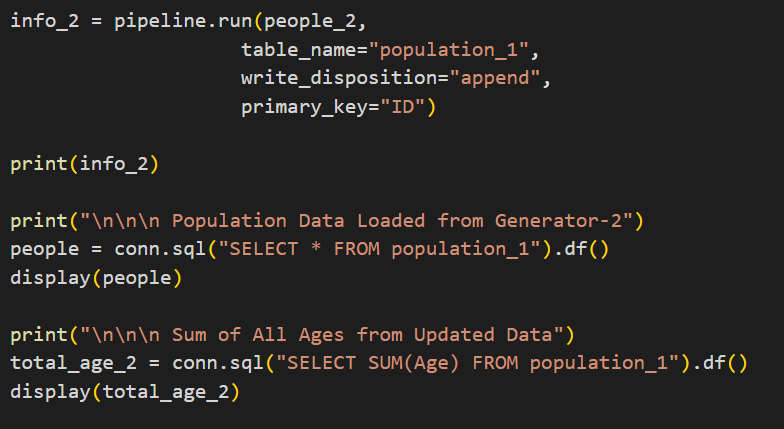 info_2 = pipeline.run(people_2,
                      table_name="population_1",
                      write_disposition="append",
                      primary_key="ID")
print(info_2)
print("\n\n\n Population Data Loaded from Generator-2")
people = conn.sql("SELECT * FROM population_1").df()
display(people)
print("\n\n\n Sum of All Ages from Updated Data")
total_age_2 = conn.sql("SELECT SUM(Age) FROM population_1").df()
display(total_age_2)